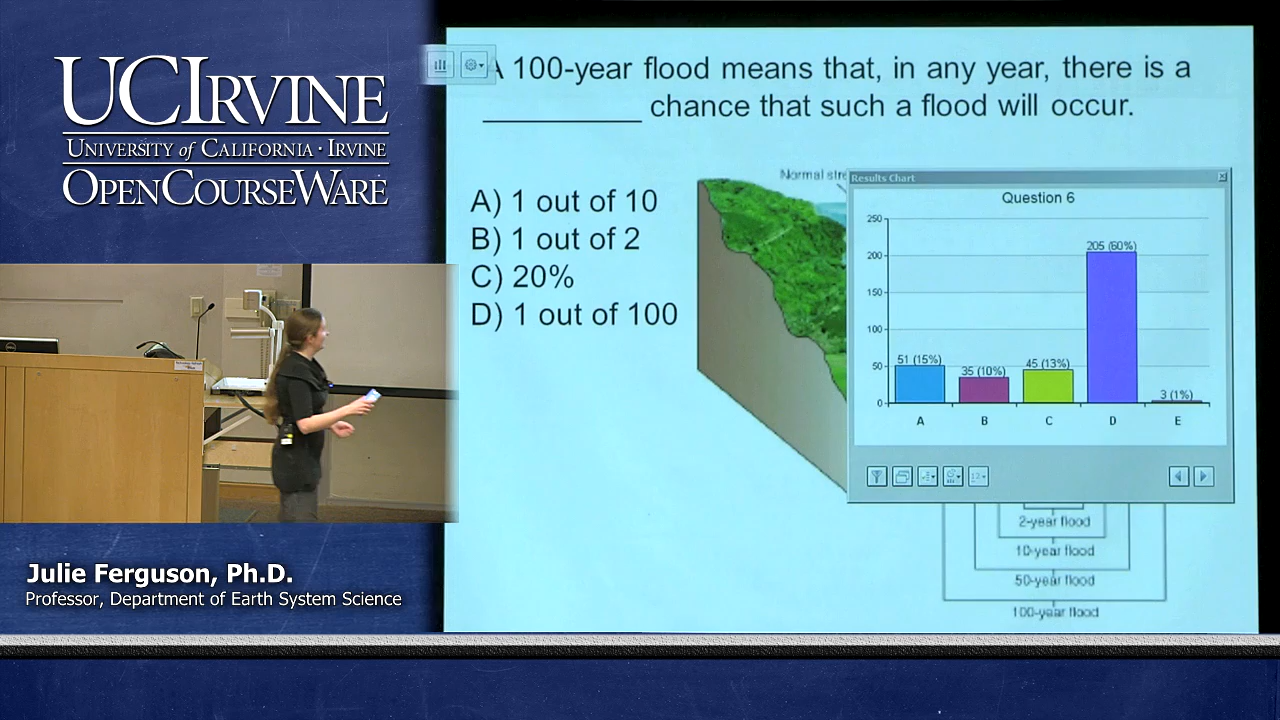 UCIRVINE
UNIVERSITY of CALIFORNIA · IRVINE
OPENCOURSEWARE
A 100-year flood means that, in any year, there is a
__________ chance that such a flood will occur.
A) 1 out of 10
B) 1 out of 2
C) 20%
D) 1 out of 100
Normal stre
Results Chart
Question 6
250
200
150
100
50
0
51 (15%)
35 (10%)
45 (13%)
205 (60%)
3 (1%)
A B C D E
2-year flood
10-year flood
50-year flood
100-year flood
Julie Ferguson, Ph.D.
Professor, Department of Earth System Science